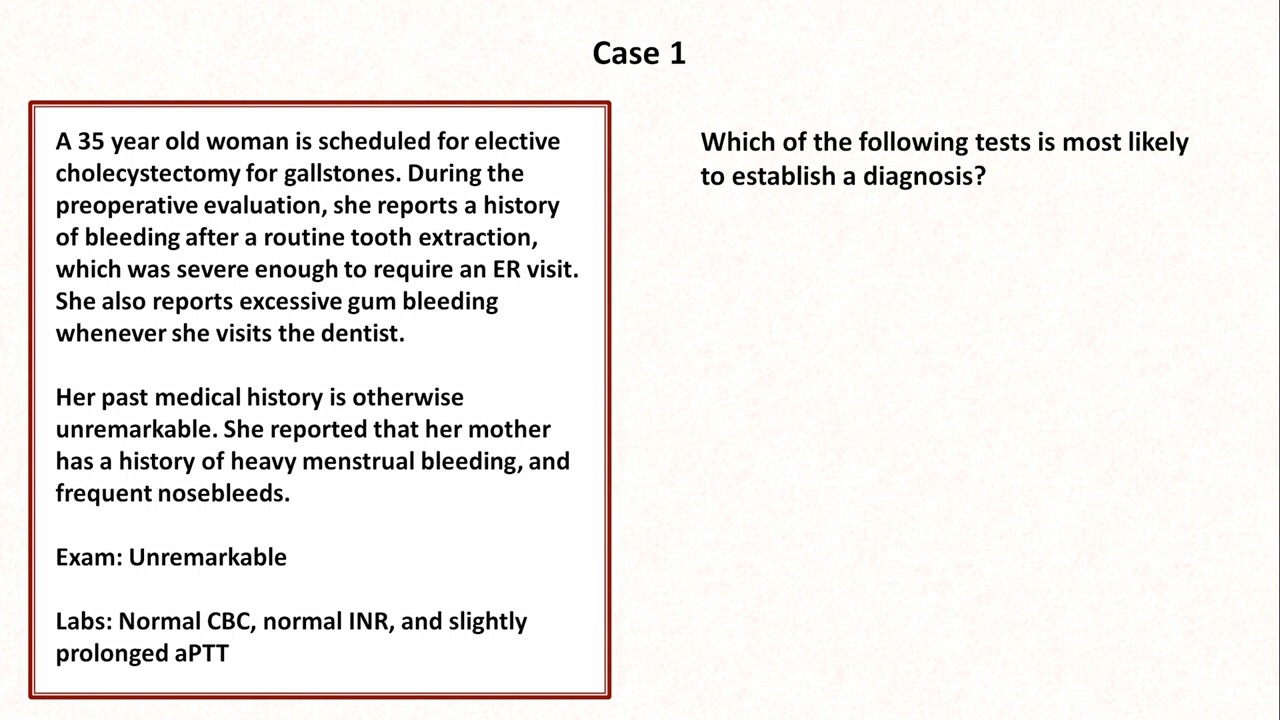 Case 1
A 35 year old woman is scheduled for elective
cholecystectomy for gallstones. During the
preoperative evaluation, she reports a history
of bleeding after a routine tooth extraction,
which was severe enough to require an ER visit.
She also reports excessive gum bleeding
whenever she visits the dentist.
Her past medical history is otherwise
unremarkable. She reported that her mother
has a history of heavy menstrual bleeding, and
frequent nosebleeds.
Exam: Unremarkable
Labs: Normal CBC, normal INR, and slightly
prolonged aPTT
Which of the following tests is most likely
to establish a diagnosis?